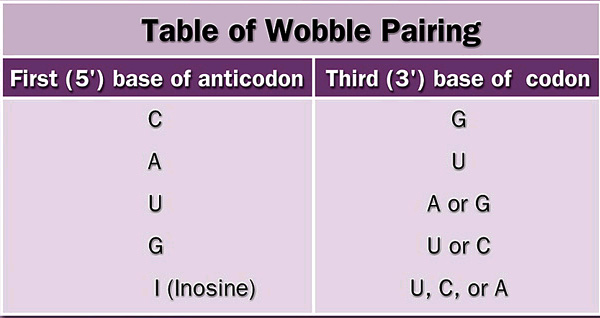 Table of Wobble Pairing
First (5') base of anticodon Third (3') base of codon
C G
A U
U A or G
G U or C
I (Inosine) U, C, or A